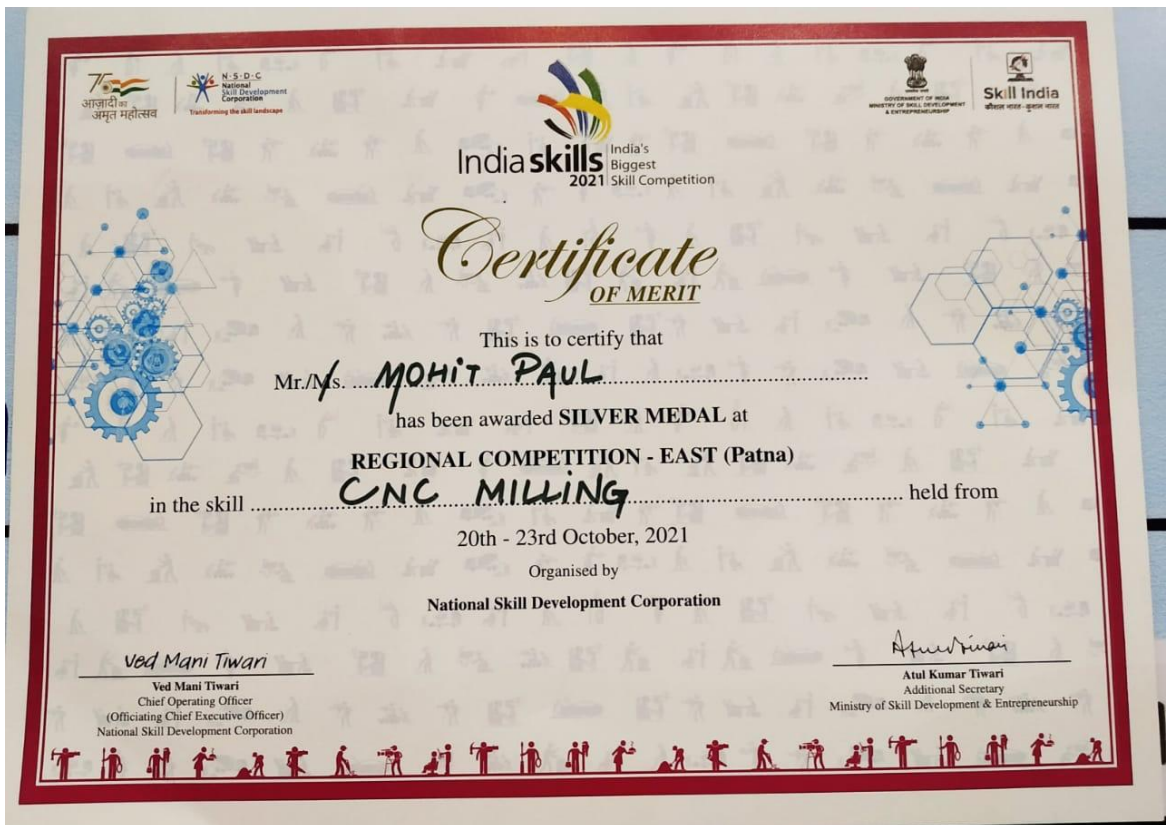 75
आज़ादी का
अमृत महोत्सव
N·S·D·C
National
Skill Development
Corporation
Transforming the skill landscape
India skills
2021
India's
Biggest
Skill Competition
GOVERNMENT OF INDIA
MINISTRY OF SKILL DEVELOPMENT
& ENTREPRENEURSHIP
Skill India
कौशल भारत - कुशल भारत
Certificate
OF MERIT
This is to certify that
Mr./Ms. MOHIT PAUL
has been awarded SILVER MEDAL at
REGIONAL COMPETITION - EAST (Patna)
in the skill CNC MILLING held from
20th - 23rd October, 2021
Organised by
National Skill Development Corporation
Ved Mani Tiwari
Ved Mani Tiwari
Chief Operating Officer
(Officiating Chief Executive Officer)
National Skill Development Corporation
Atul Kumar Tiwari
Additional Secretary
Ministry of Skill Development & Entrepreneurship